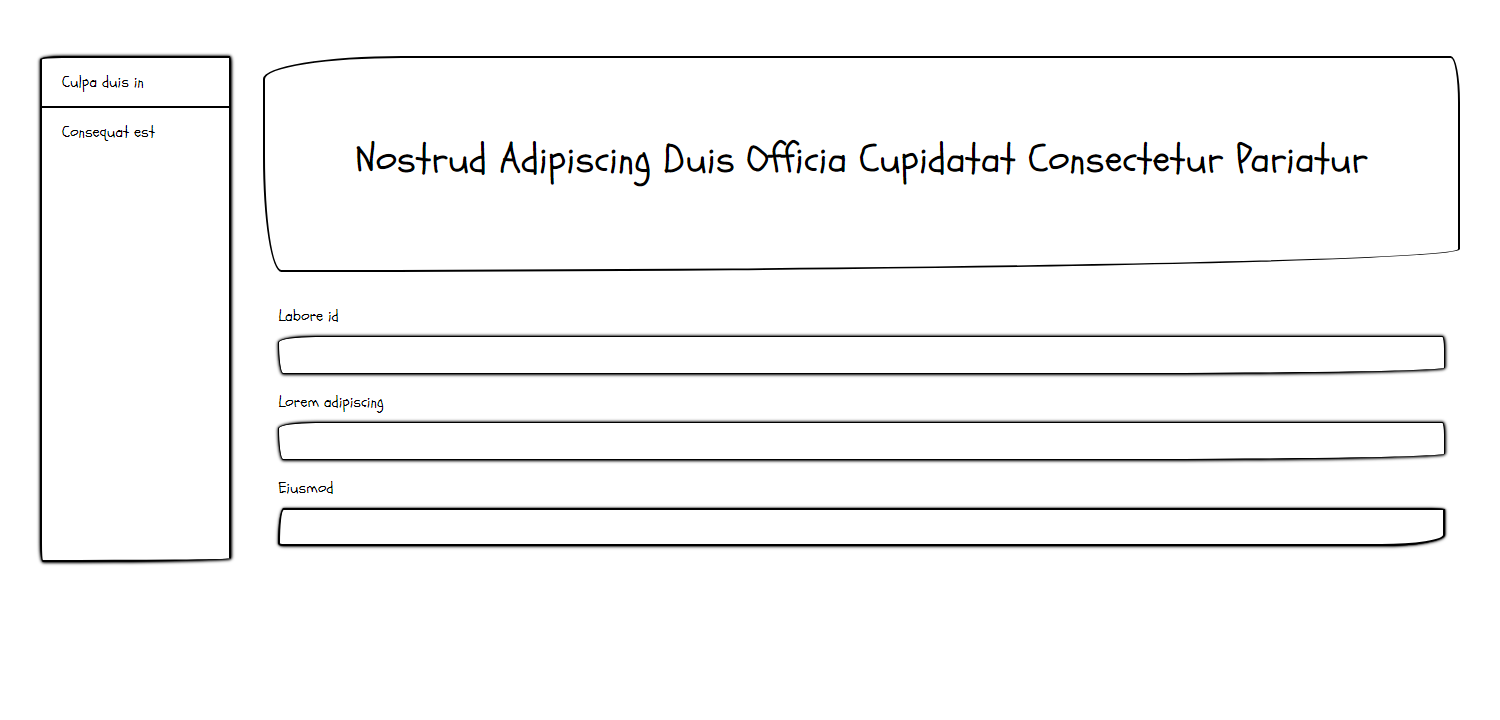 Culpa duis in
Consequat est
Nostrud Adipiscing Duis Officia Cupidatat Consectetur Pariatur
Labore id
Lorem adipiscing
Eiusmod